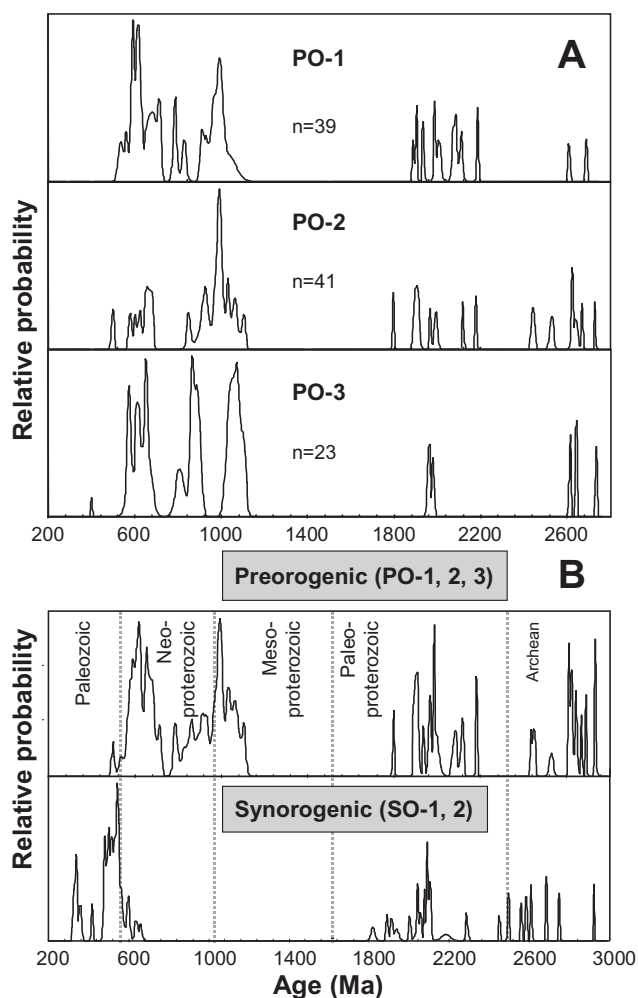 A
PO-1
n=39
PO-2
n=41
PO-3
n=23
Relative probability
200 600 1000 1400 1800 2200 2600
Preorogenic (PO-1, 2, 3)
B
Paleozoic
Neo-
proterozoic
Meso-
proterozoic
Paleo-
proterozoic
Archean
Relative probability
Synorogenic (SO-1, 2)
200 600 1000 1400 1800 2200 2600 3000
Age (Ma)